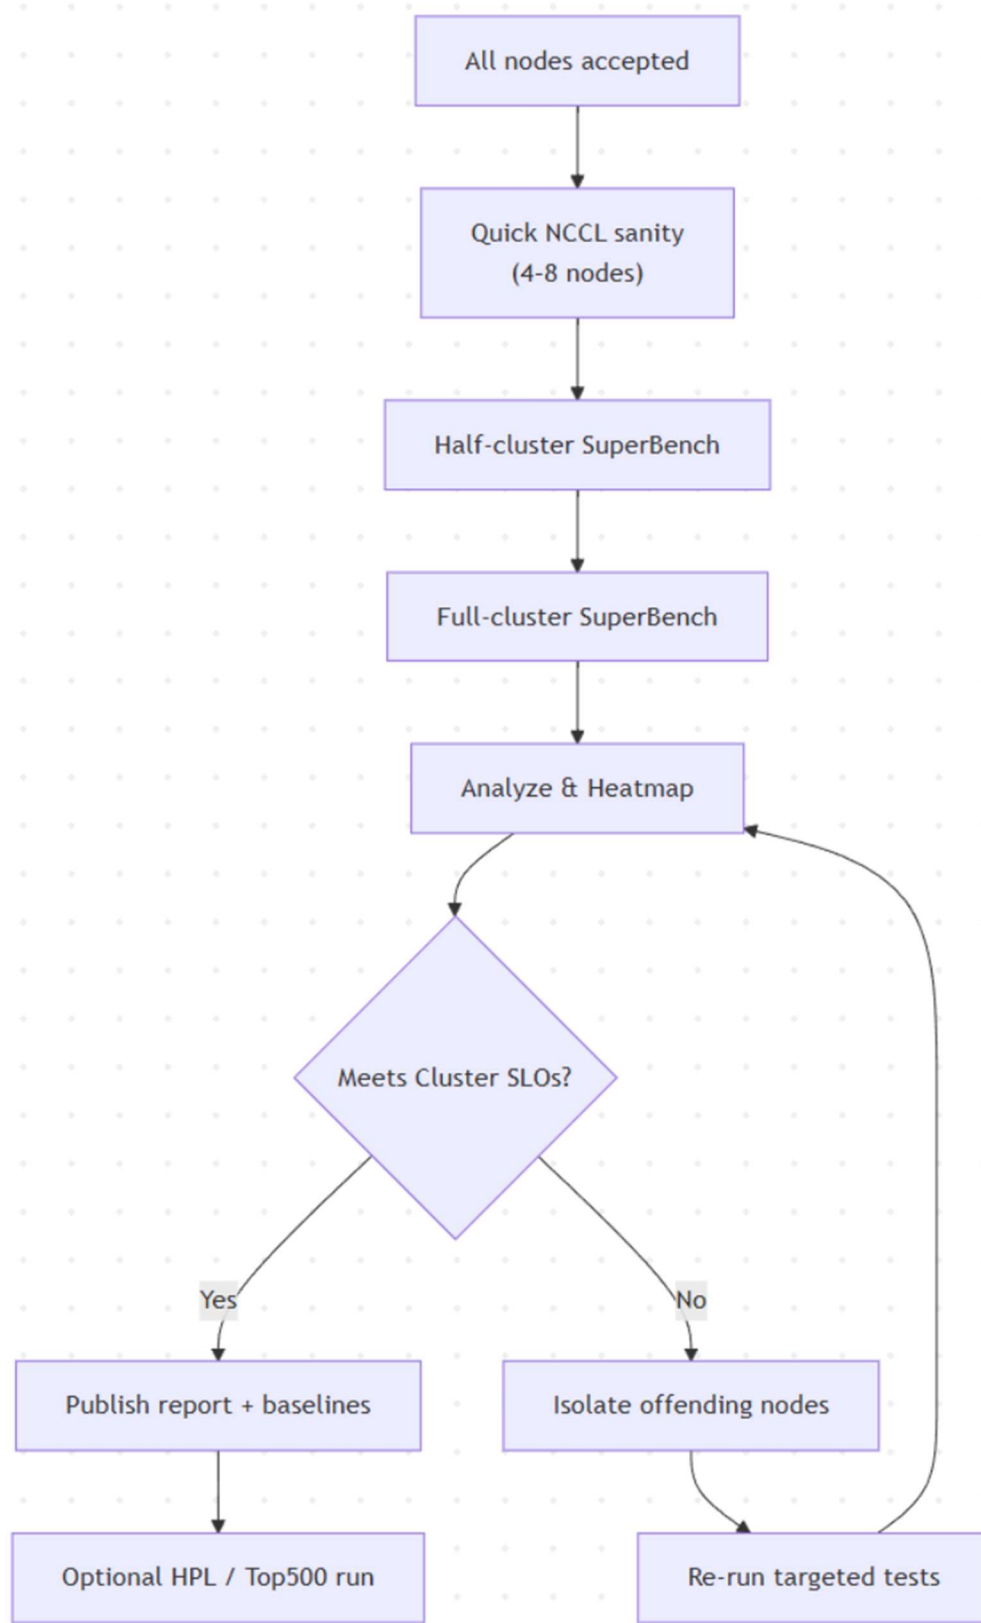 All nodes accepted
Quick NCCL sanity
(4-8 nodes)
Half-cluster SuperBench
Full-cluster SuperBench
Analyze & Heatmap
Meets Cluster SLOs?
Yes
No
Publish report + baselines
Isolate offending nodes
Optional HPL / Top500 run
Re-run targeted tests